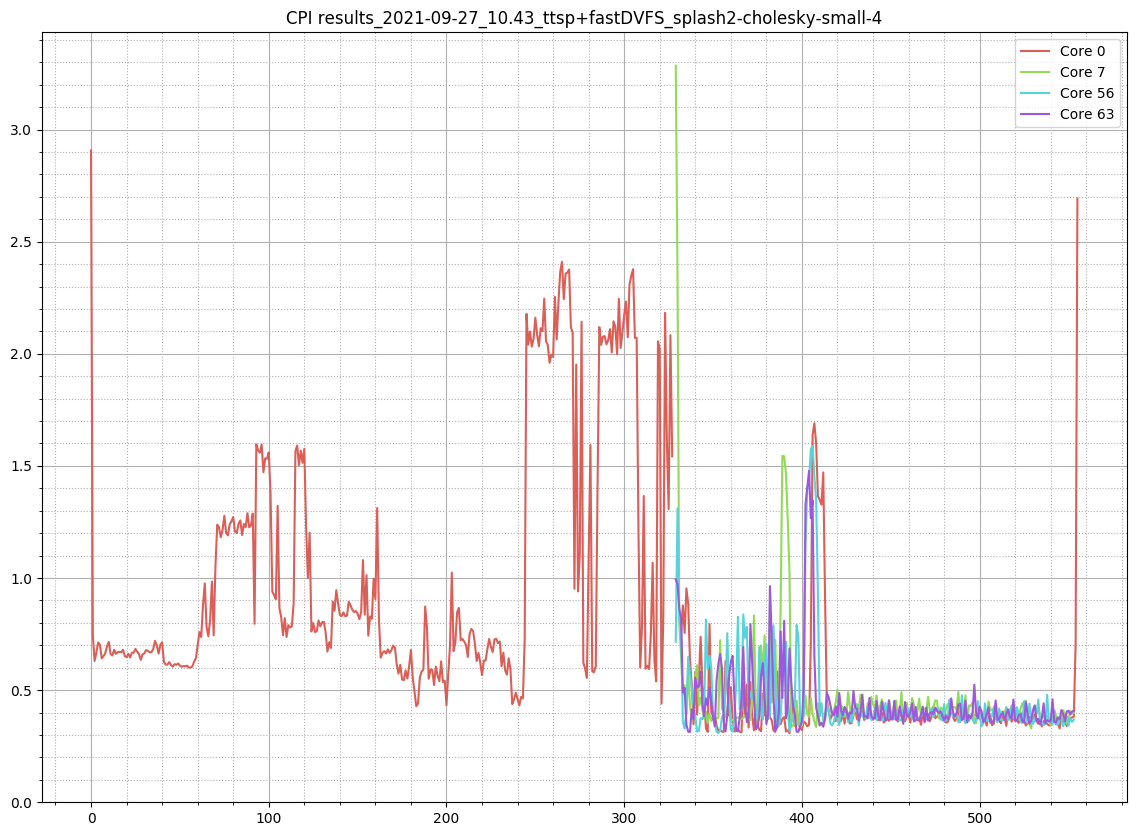 CPI results_2021-09-27_10.43_ttsp+fastDVFS_splash2-cholesky-small-4
Core 0
Core 7
Core 56
Core 63
3.0
2.5
2.0
1.5
1.0
0.5
0.0
0 100 200 300 400 500